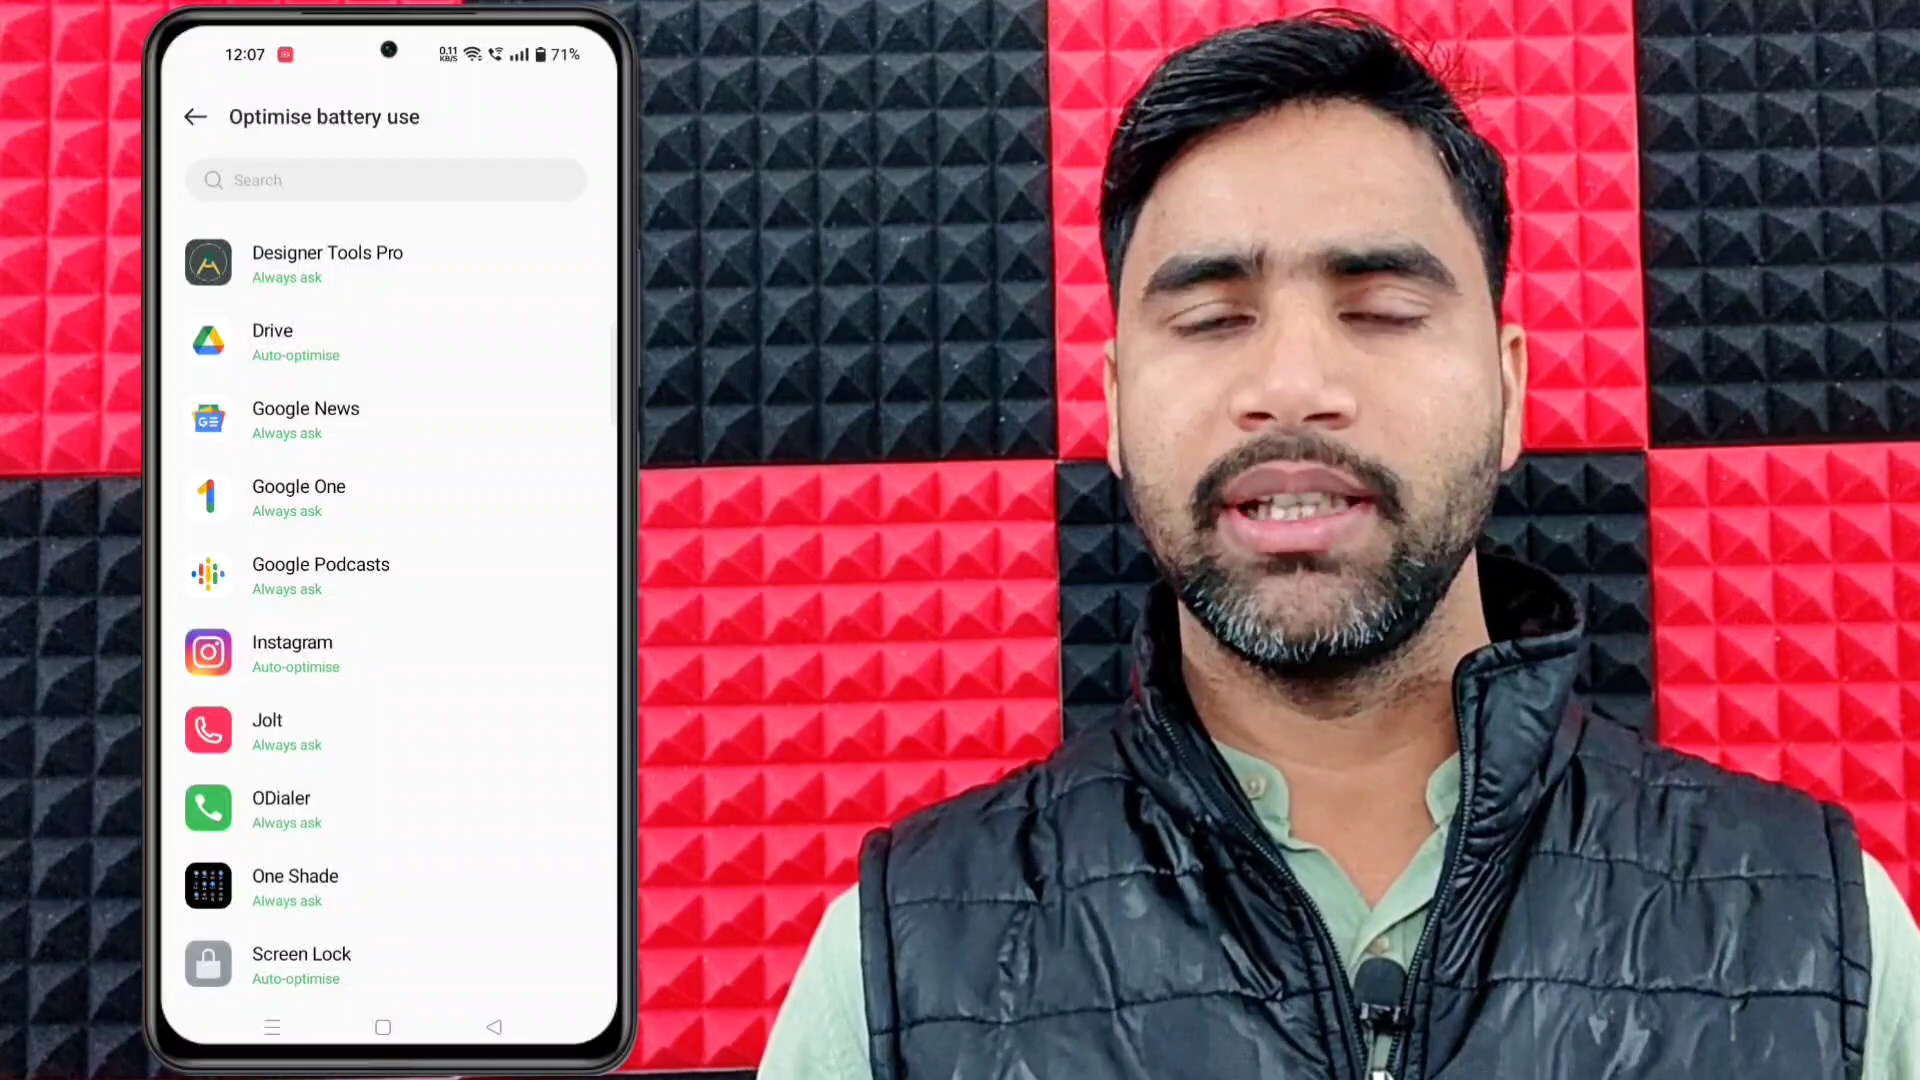 12:07
0.11 KB/S
71%
Optimise battery use
Search
Designer Tools Pro
Always ask
Drive
Auto-optimise
Google News
Always ask
Google One
Always ask
Google Podcasts
Always ask
Instagram
Auto-optimise
Jolt
Always ask
ODialer
Always ask
One Shade
Always ask
Screen Lock
Auto-optimise